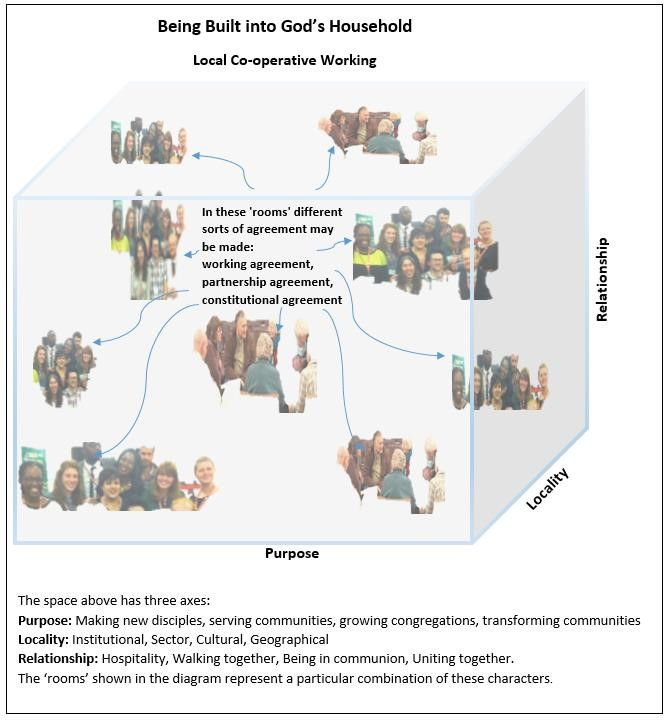 Being Built into God’s Household
Local Co-operative Working
In these 'rooms' different
sorts of agreement may
be made:
working agreement,
partnership agreement,
constitutional agreement
Relationship
Locality
Purpose
The space above has three axes:
Purpose: Making new disciples, serving communities, growing congregations, transforming communities
Locality: Institutional, Sector, Cultural, Geographical
Relationship: Hospitality, Walking together, Being in communion, Uniting together.
The ‘rooms’ shown in the diagram represent a particular combination of these characters.